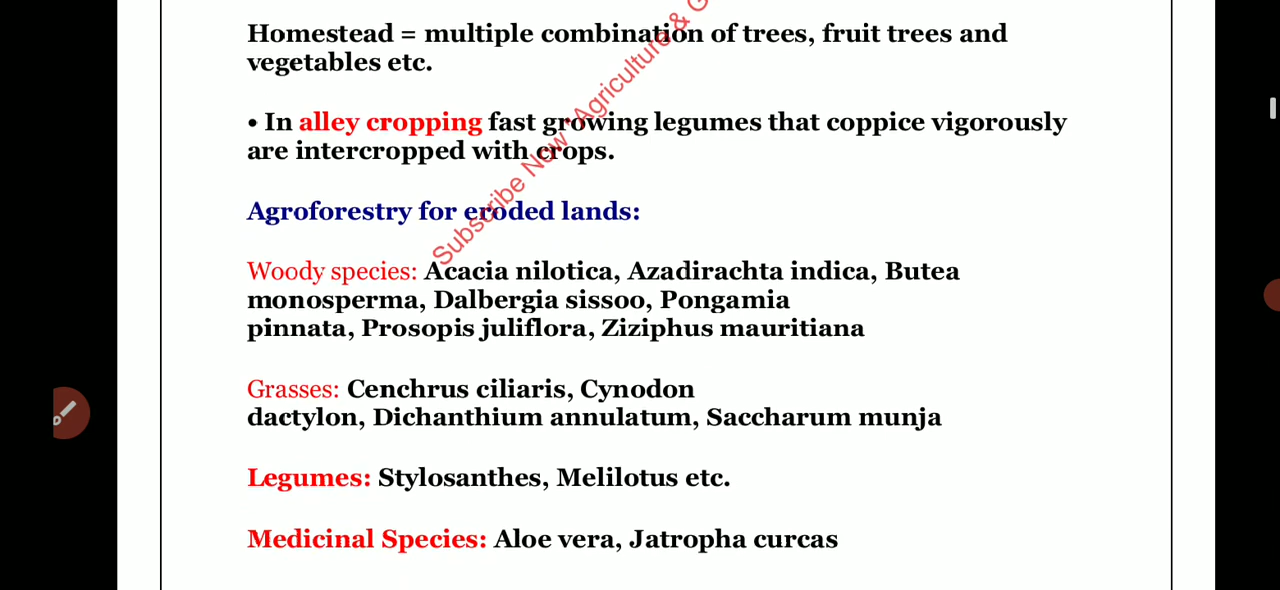 Homestead = multiple combination of trees, fruit trees and
vegetables etc.
• In alley cropping fast growing legumes that coppice vigorously
are intercropped with crops.
Agroforestry for eroded lands:
Woody species: Acacia nilotica, Azadirachta indica, Butea
monosperma, Dalbergia sissoo, Pongamia
pinnata, Prosopis juliflora, Ziziphus mauritiana
Grasses: Cenchrus ciliaris, Cynodon
dactylon, Dichanthium annulatum, Saccharum munja
Legumes: Stylosanthes, Melilotus etc.
Medicinal Species: Aloe vera, Jatropha curcas
Subscribe Now "Agriculture & G